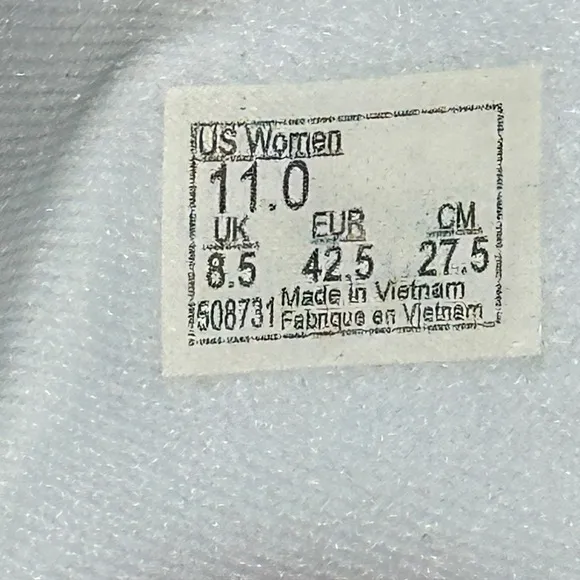 US Women
11.0
UK EUR CM
8.5 42.5 27.5
Made in Vietnam
508731 Fabrique en Vietnam